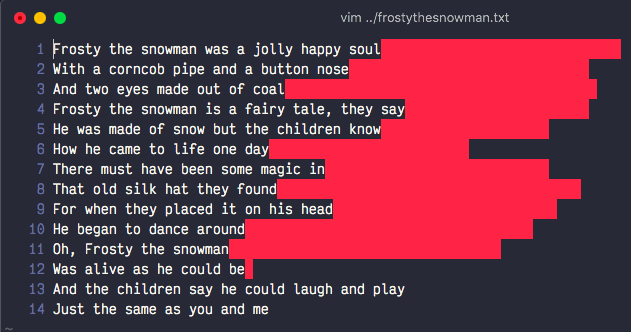 vim ../frostythesnowman.txt
1 Frosty the snowman was a jolly happy soul
2 With a corncob pipe and a button nose
3 And two eyes made out of coal
4 Frosty the snowman is a fairy tale, they say
5 He was made of snow but the children know
6 How he came to life one day
7 There must have been some magic in
8 That old silk hat they found
9 For when they placed it on his head
10 He began to dance around
11 Oh, Frosty the snowman
12 Was alive as he could be
13 And the children say he could laugh and play
14 Just the same as you and me
~